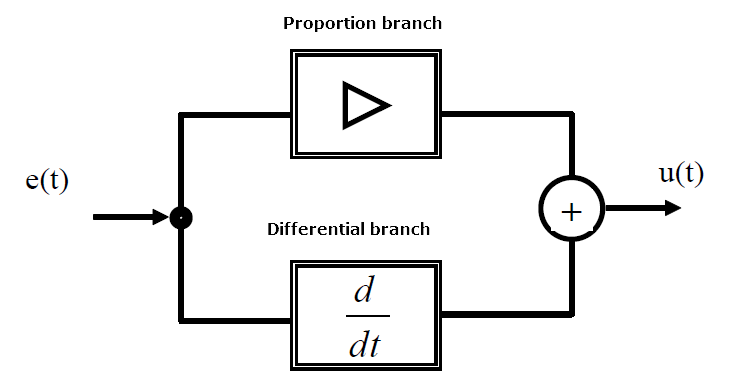 Proportion branch
e(t)
u(t)
+
Differential branch
d
dt